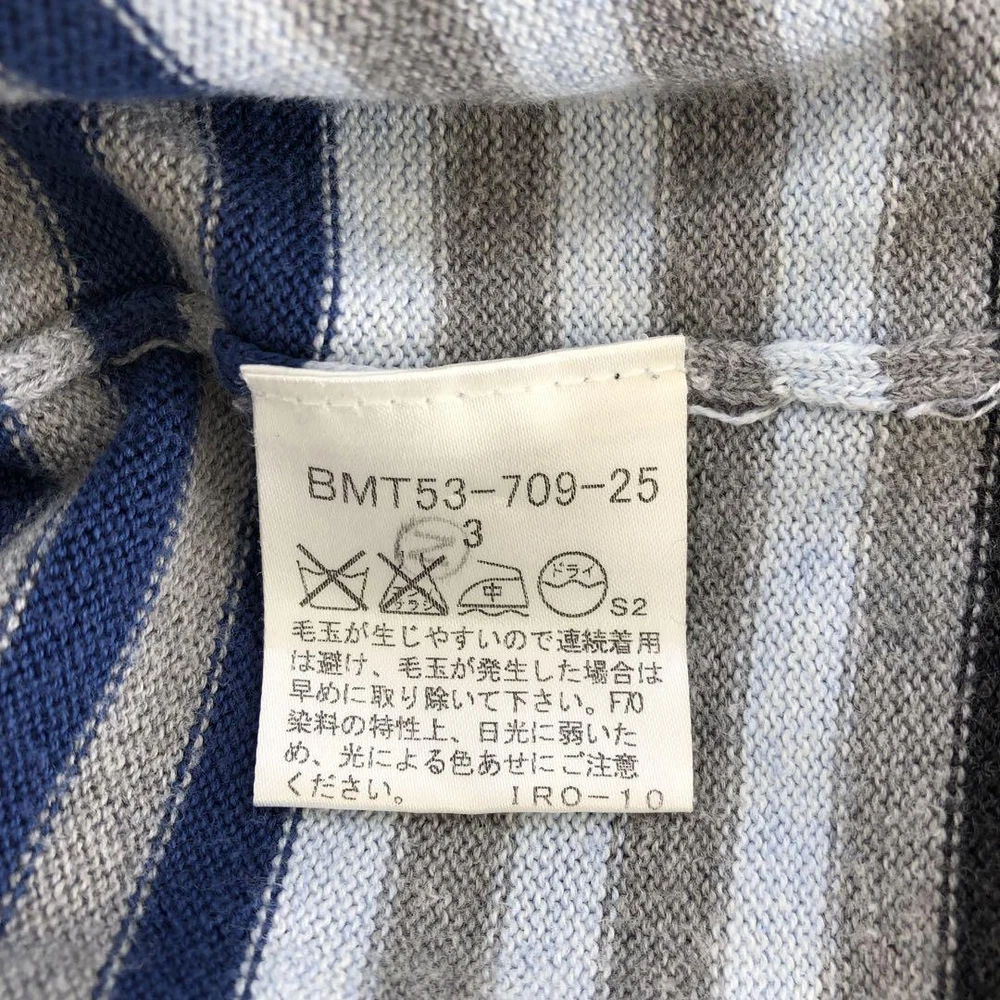 BMT53-709-25
3
中 ドライ S2
毛玉が生じやすいので連続着用
は避け、毛玉が発生した場合は
早めに取り除いて下さい。F70
染料の特性上、日光に弱いた
め、光による色あせにご注意
ください。 IRO-10